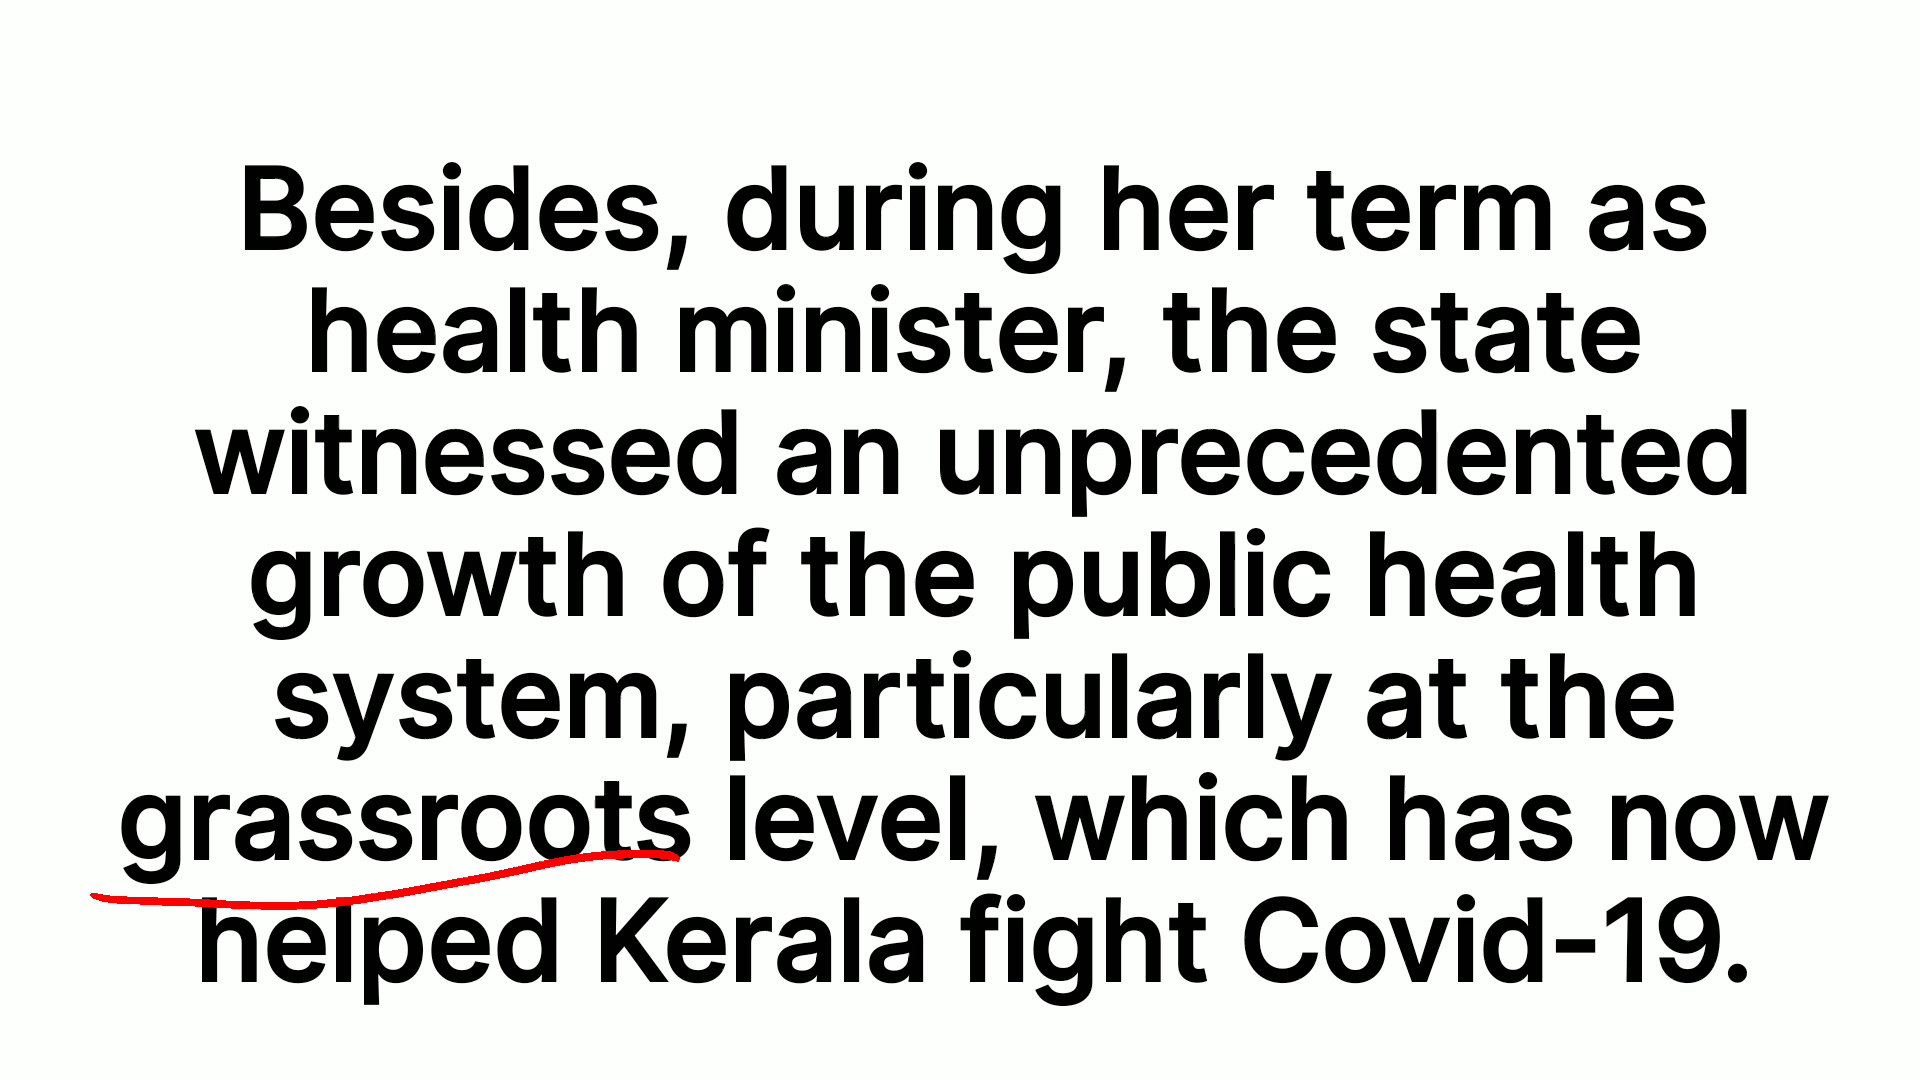 Besides, during her term as
health minister, the state
witnessed an unprecedented
growth of the public health
system, particularly at the
grassroots level, which has now
helped Kerala fight Covid-19.